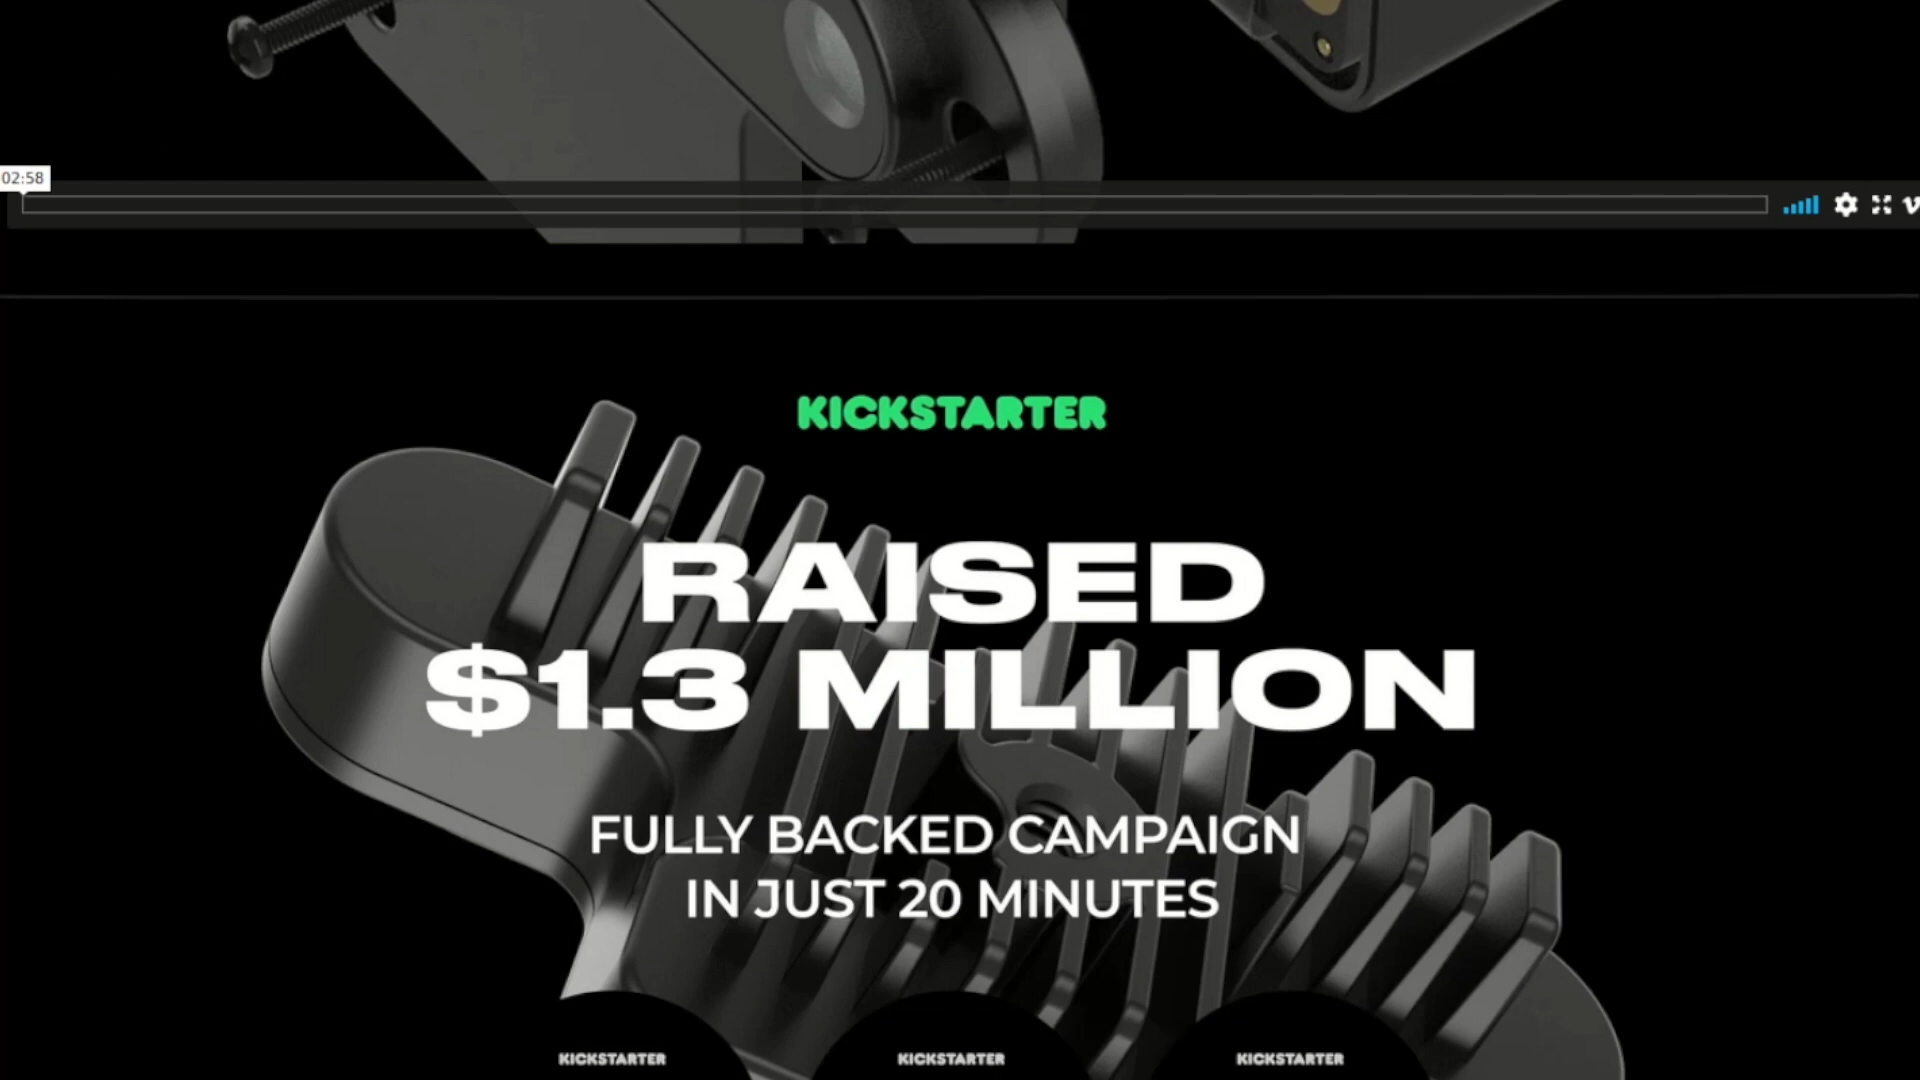 02:58
KICKSTARTER
RAISED
$1.3 MILLION
FULLY BACKED CAMPAIGN
IN JUST 20 MINUTES
KICKSTARTER KICKSTARTER KICKSTARTER